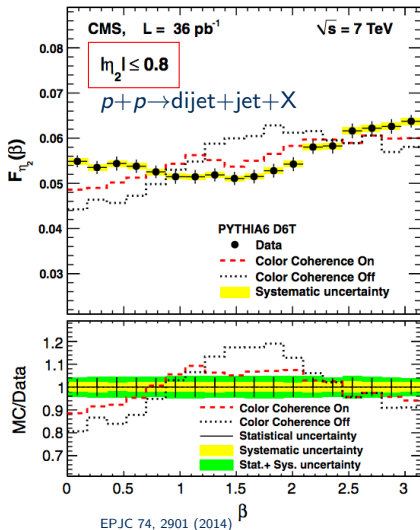 CMS, L = 36 pb⁻¹ √s = 7 TeV
|η₂| ≤ 0.8
p+p→dijet+jet+X
F_η₂(β)
0.09
0.08
0.07
0.06
0.05
0.04
0.03
PYTHIA6 D6T
Data
Color Coherence On
Color Coherence Off
Systematic uncertainty
MC/Data
1.2
1.1
1
0.9
0.8
0.7
Color Coherence On
Color Coherence Off
Statistical uncertainty
Systematic uncertainty
Stat.+ Sys. uncertainty
0 0.5 1 1.5 2 2.5 3
β
EPJC 74, 2901 (2014)